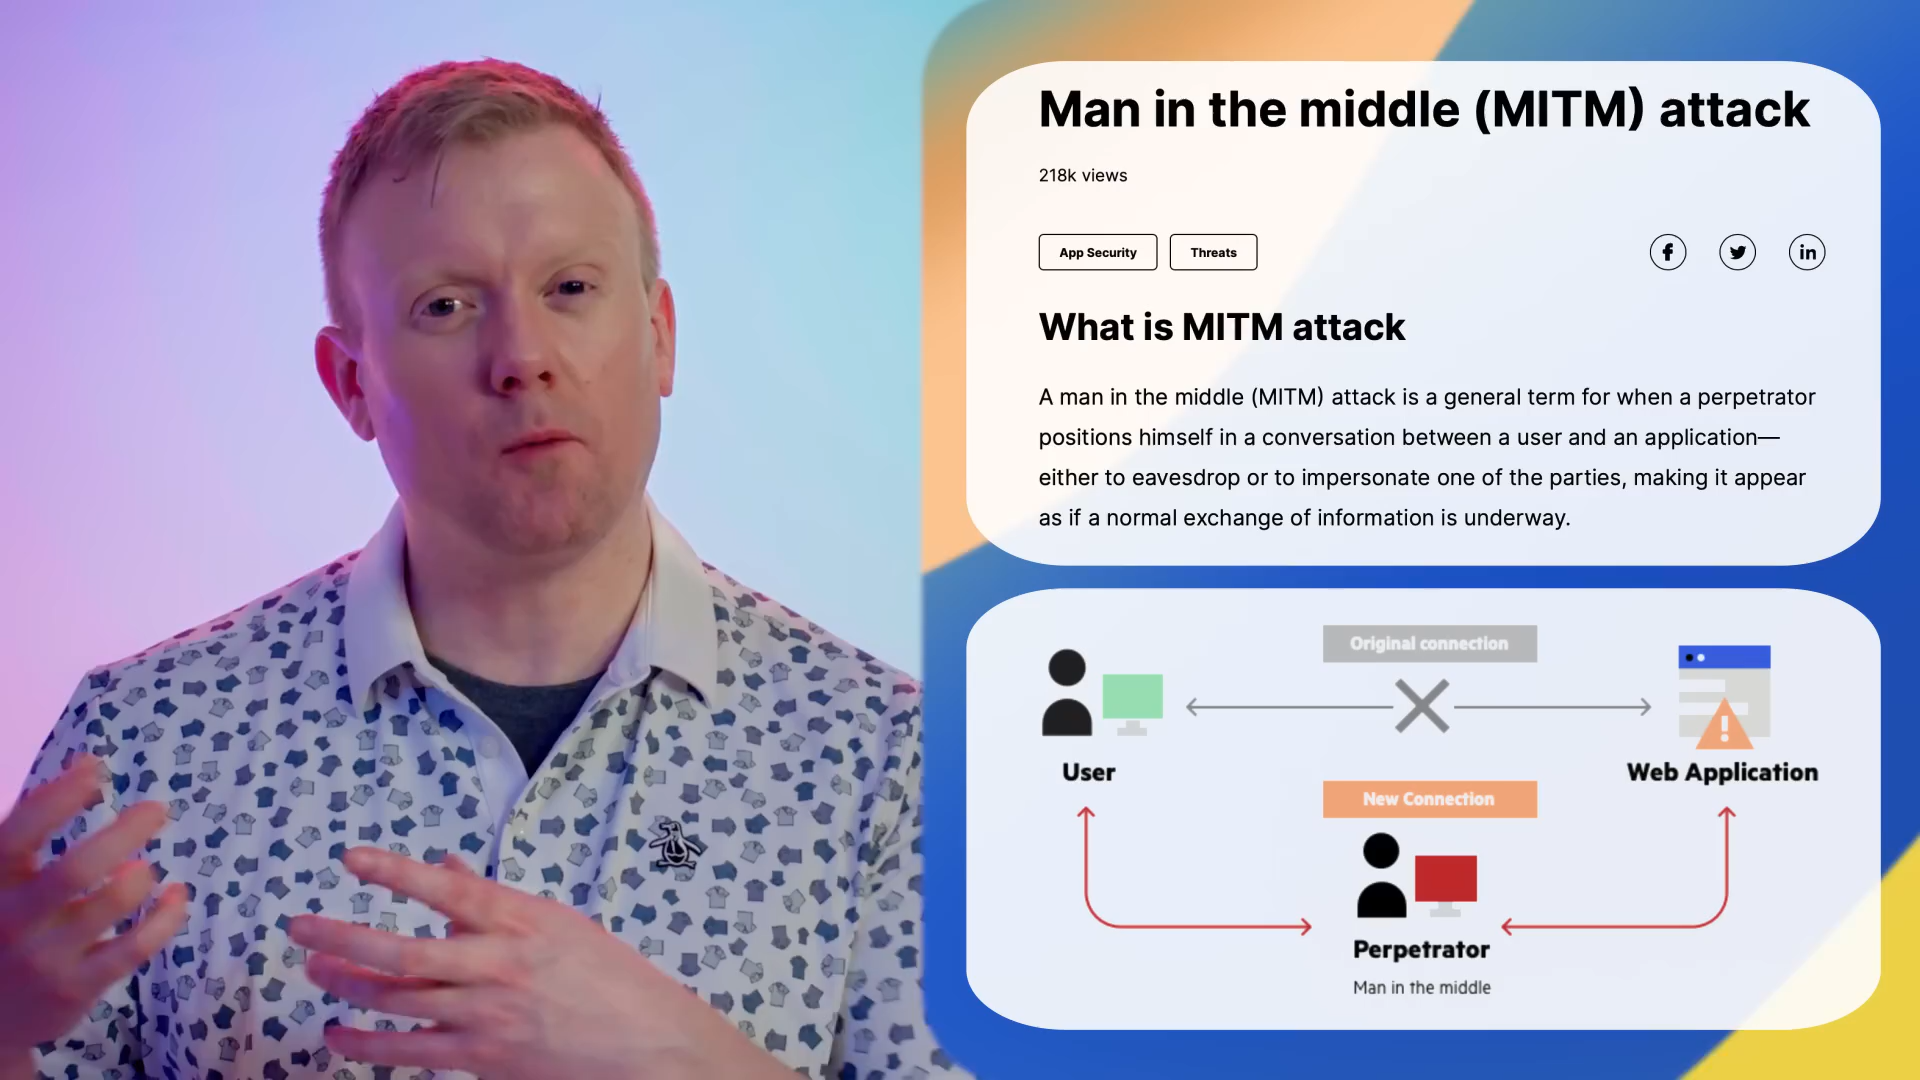 Man in the middle (MITM) attack
218k views
App Security
Threats
What is MITM attack
A man in the middle (MITM) attack is a general term for when a perpetrator
positions himself in a conversation between a user and an application—
either to eavesdrop or to impersonate one of the parties, making it appear
as if a normal exchange of information is underway.
Original connection
User
Web Application
New Connection
Perpetrator
Man in the middle